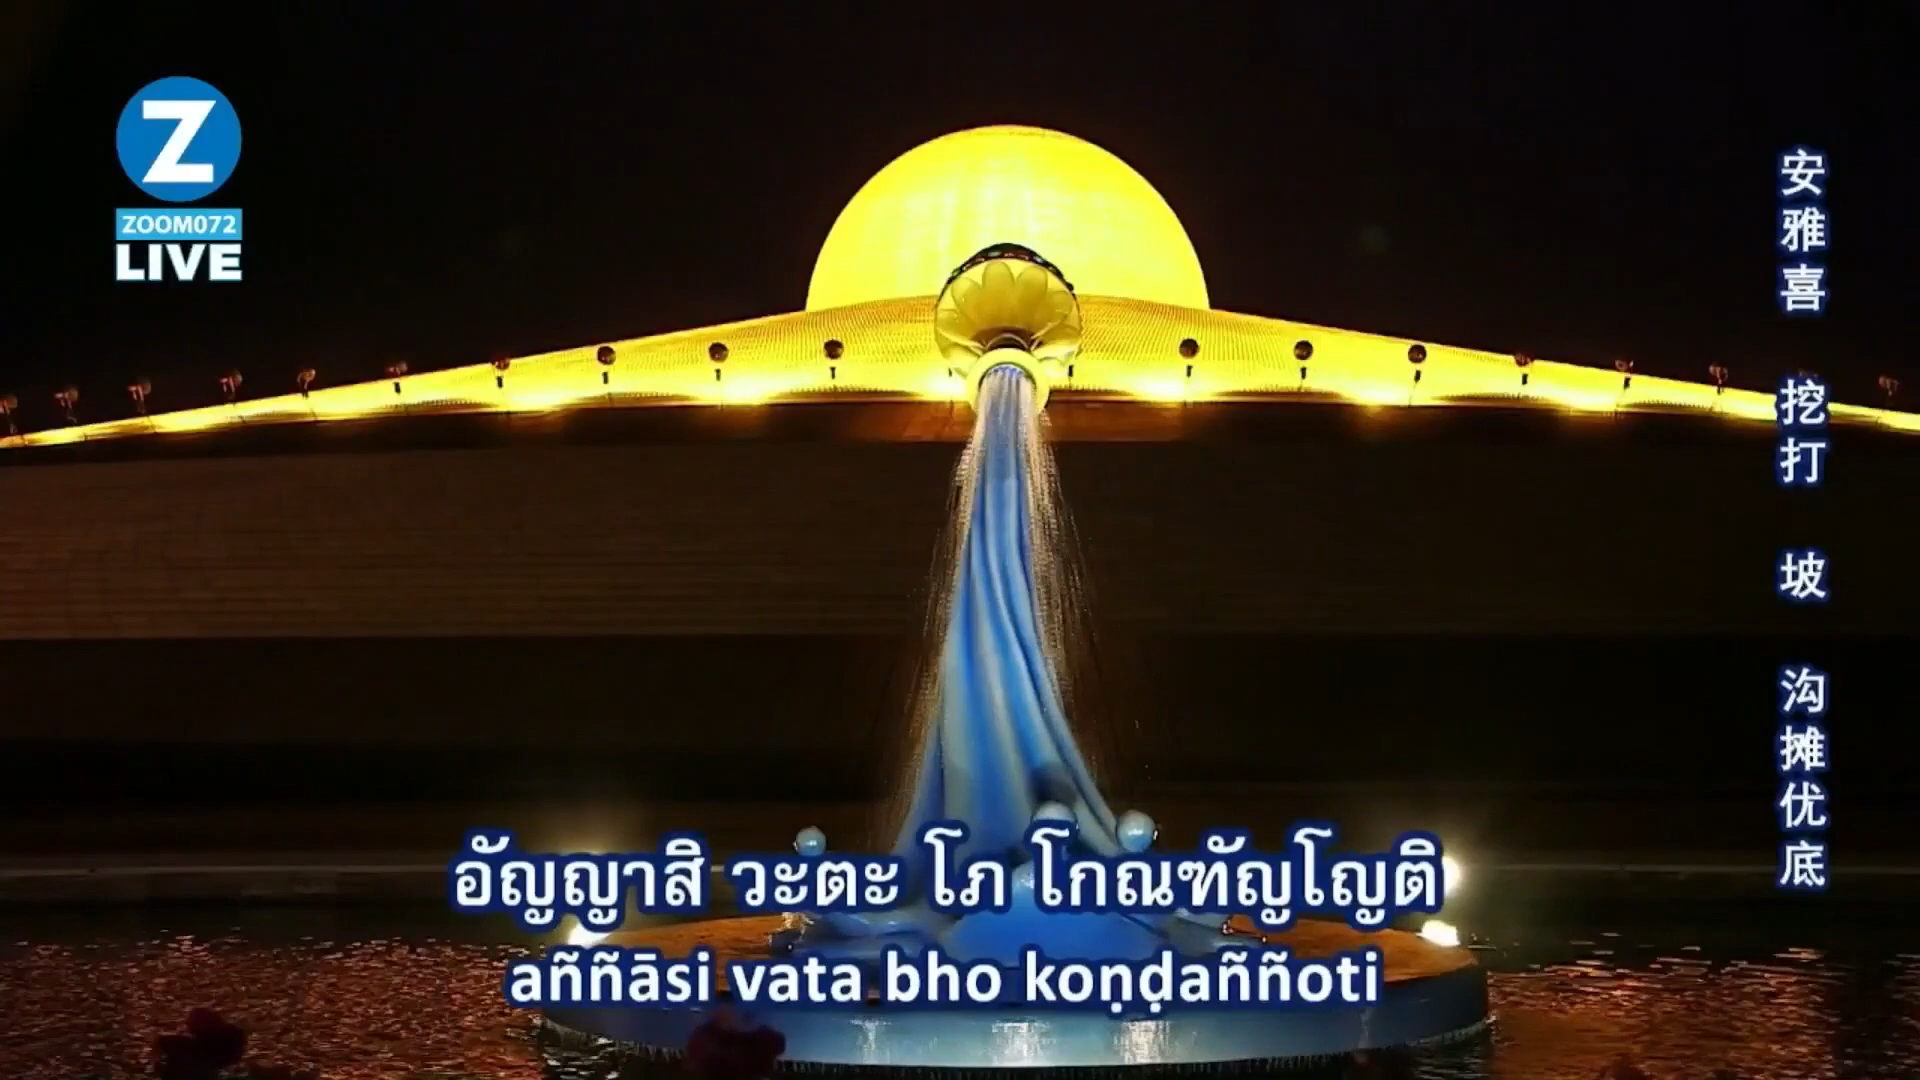 Z
ZOOM072
LIVE
安雅喜 挖打 坡 沟摊优底
อัญญาสิ วะตะ โภ โกณฑัญโญติ
aññāsi vata bho koṇḍaññoti